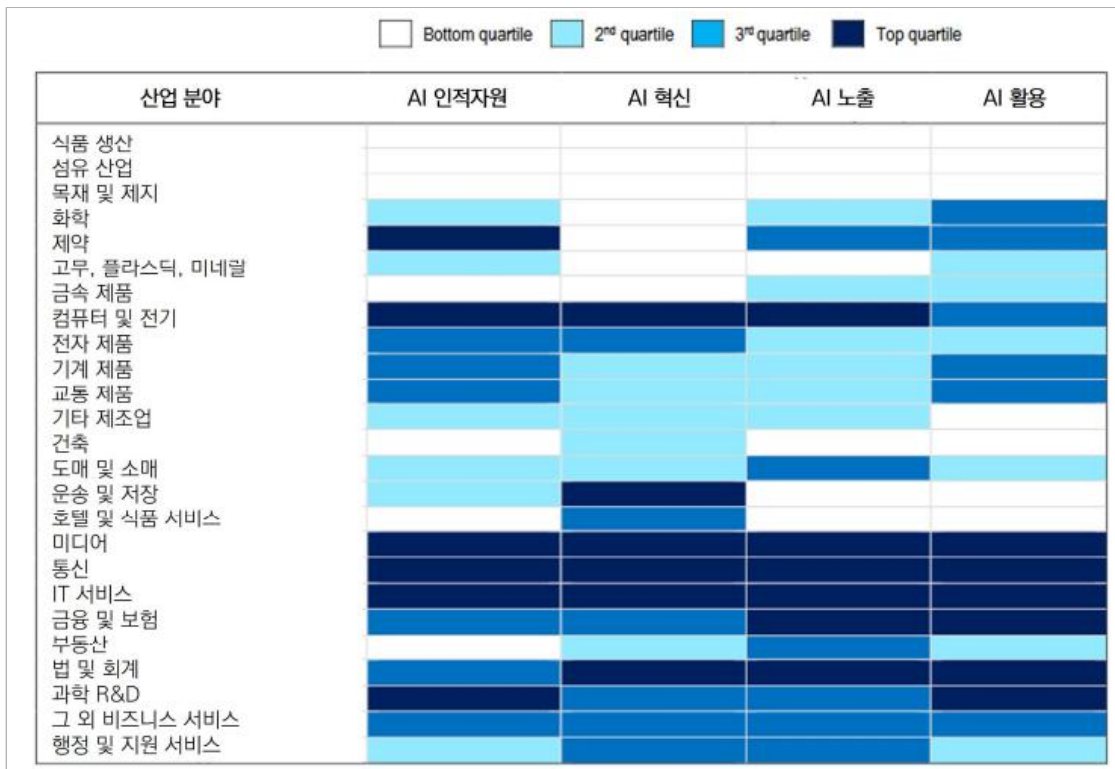 Bottom quartile 2nd quartile 3rd quartile Top quartile
산업 분야 AI 인적자원 AI 혁신 AI 노출 AI 활용
식품 생산
섬유 산업
목재 및 제지
화학
제약
고무, 플라스틱, 미네랄
금속 제품
컴퓨터 및 전기
전자 제품
기계 제품
교통 제품
기타 제조업
건축
도매 및 소매
운송 및 저장
호텔 및 식품 서비스
미디어
통신
IT 서비스
금융 및 보험
부동산
법 및 회계
과학 R&D
그 외 비즈니스 서비스
행정 및 지원 서비스